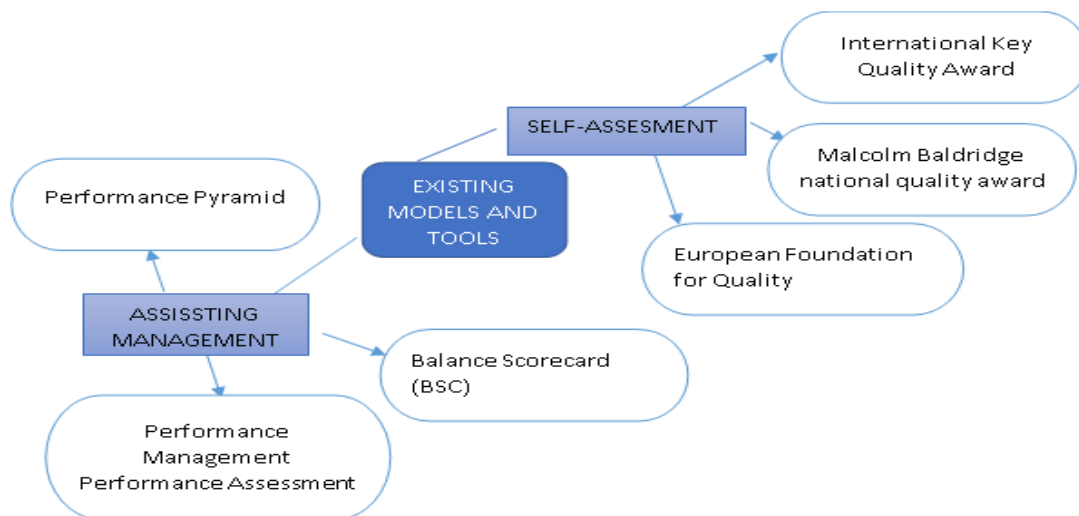 International Key
Quality Award
SELF-ASSESMENT
Malcolm Baldridge
national quality award
EXISTING
MODELS AND
TOOLS
Performance Pyramid
European Foundation
for Quality
ASSISSTING
MANAGEMENT
Balance Scorecard
(BSC)
Performance
Management
Performance Assessment